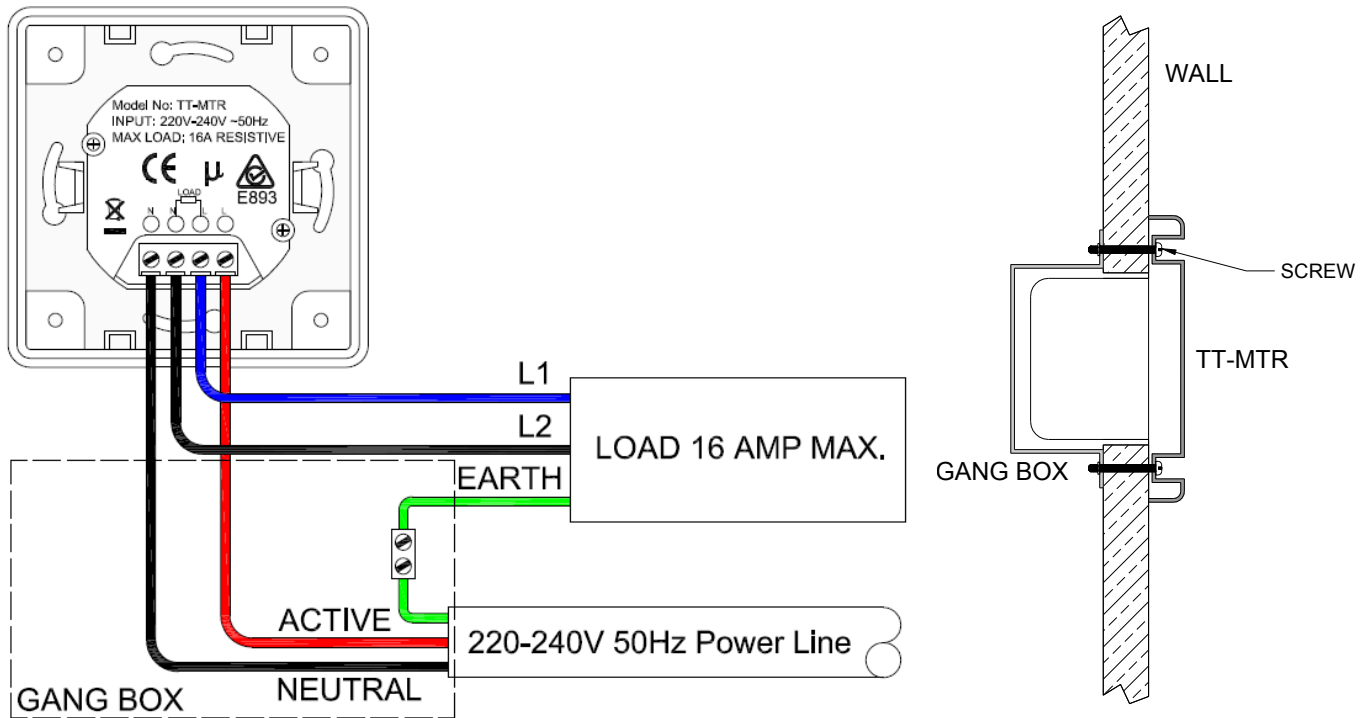 Model No: TT-MTR
INPUT: 220V-240V ~50Hz
MAX LOAD; 16A RESISTIVE
CE μ
E893
LOAD
N N L L
L1
L2
LOAD 16 AMP MAX.
EARTH
ACTIVE
220-240V 50Hz Power Line
NEUTRAL
GANG BOX
WALL
SCREW
TT-MTR
GANG BOX